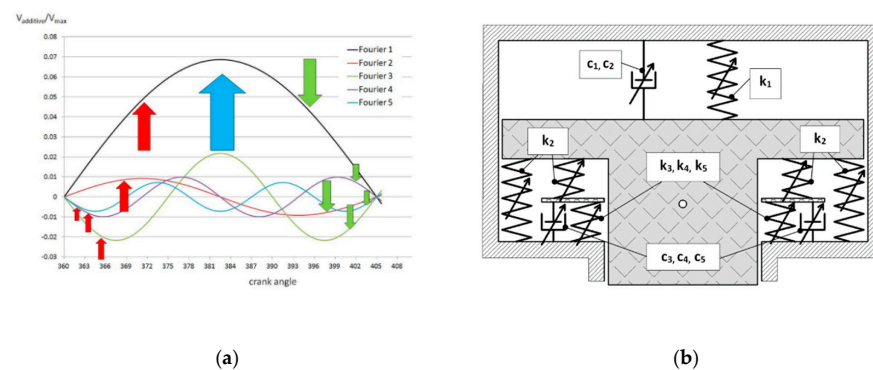 V_additive/V_max
0.08
0.07
0.06
0.05
0.04
0.03
0.02
0.01
0
-0.01
-0.02
-0.03
360 363 366 369 372 375 378 381 384 387 390 393 396 399 402 405 408
crank angle
Fourier 1
Fourier 2
Fourier 3
Fourier 4
Fourier 5
(a)
c₁, c₂
k₁
k₂
k₂
k₃, k₄, k₅
c₃, c₄, c₅
(b)